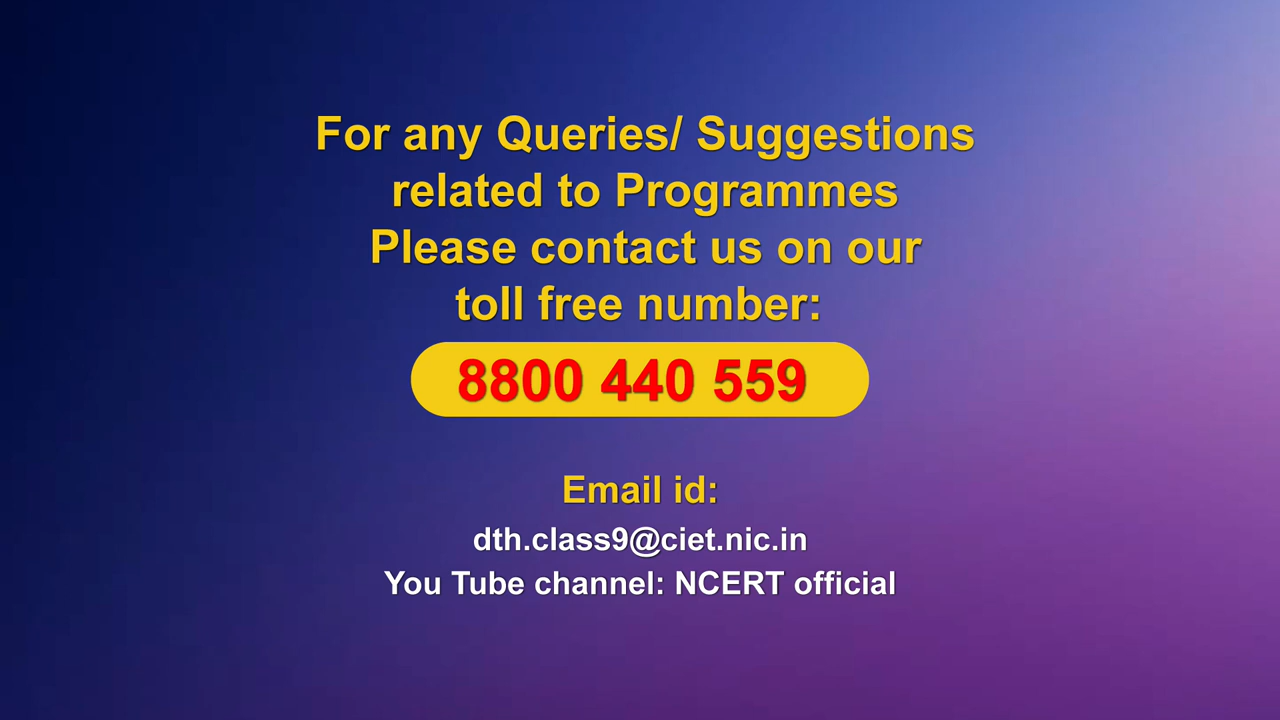 For any Queries/ Suggestions
related to Programmes
Please contact us on our
toll free number:
8800 440 559
Email id:
dth.class9@ciet.nic.in
You Tube channel: NCERT official